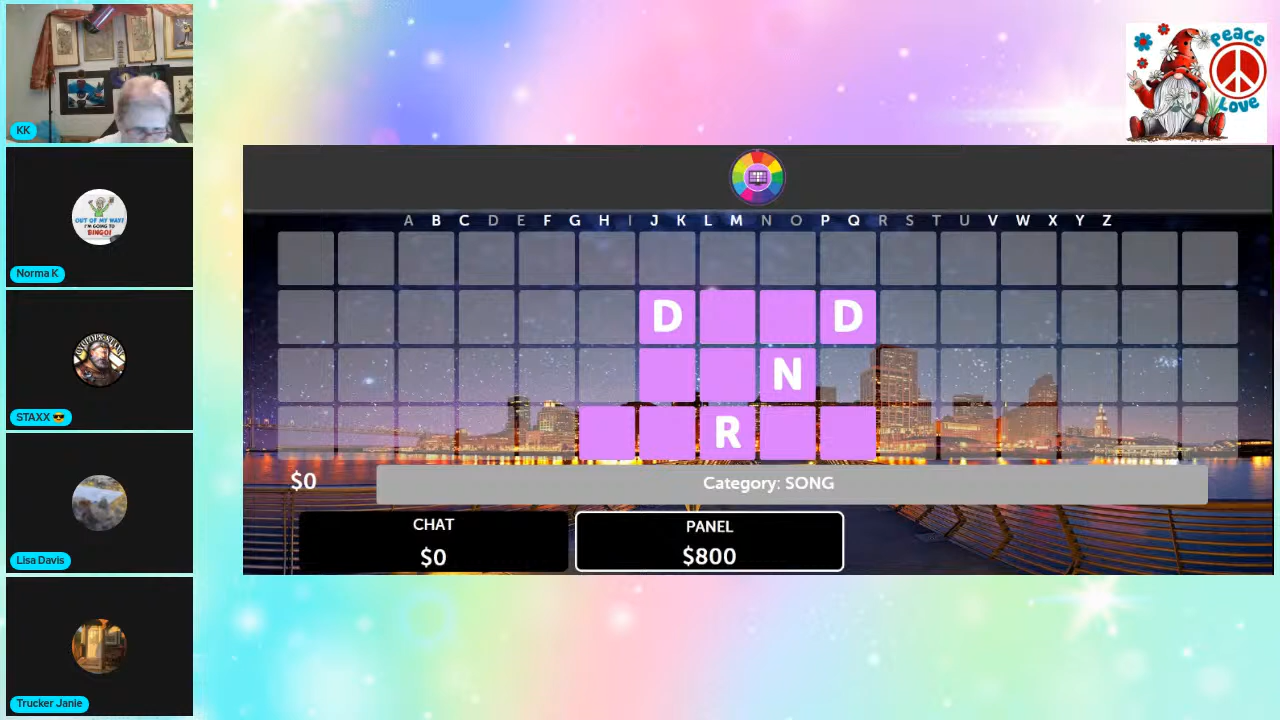 Peace
Love
KK
OUT OF MY WAY!
I'M GOING TO
BINGO!
Norma K
STAXX 😎
Lisa Davis
Trucker Janie
A B C D E F G H I J K L M N O P Q R S T U V W X Y Z
D D
N
R
$0
Category: SONG
CHAT
$0
PANEL
$800